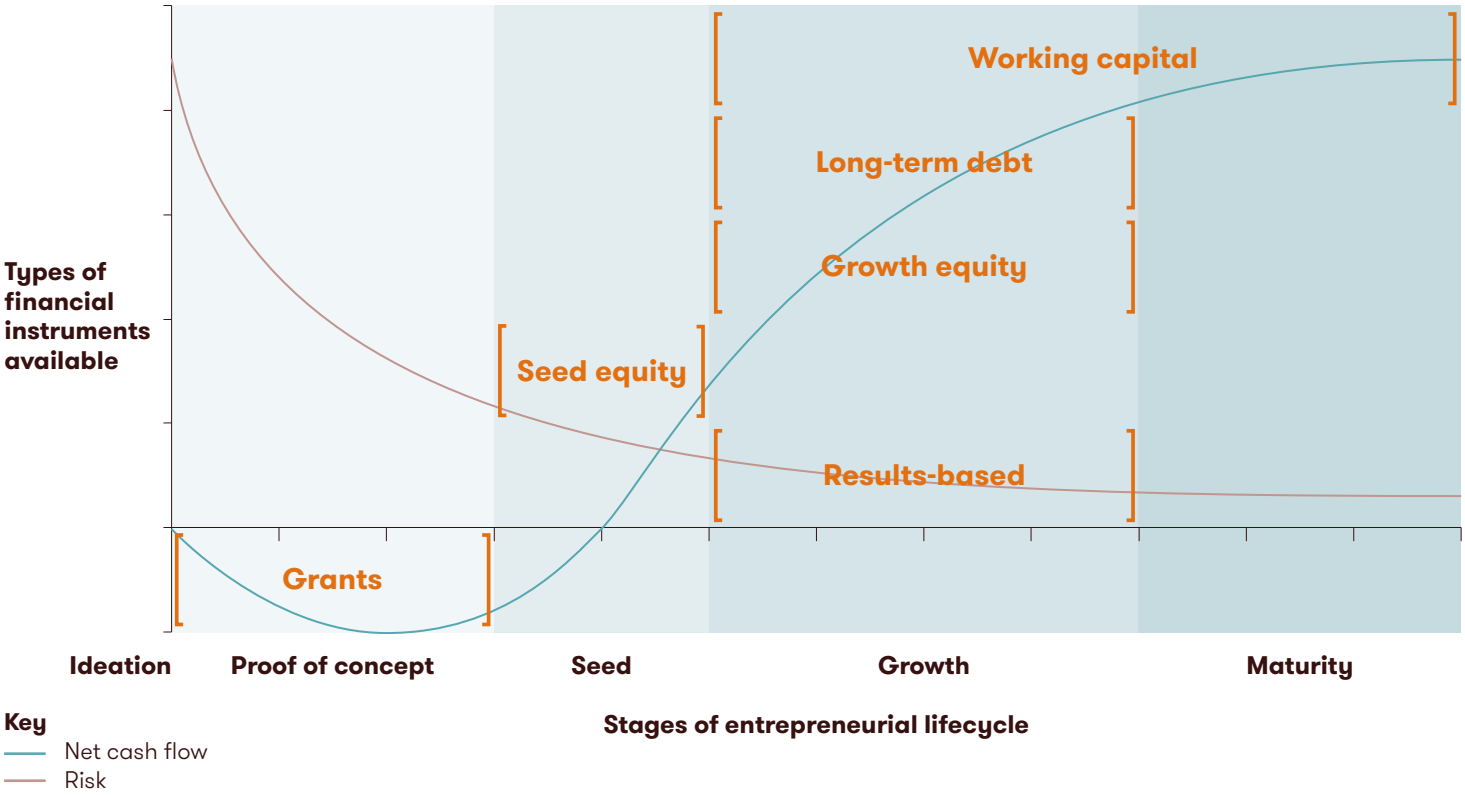 Working capital
Long-term debt
Growth equity
Types of
financial
instruments
available
Seed equity
Results-based
Grants
Ideation
Proof of concept
Seed
Growth
Maturity
Stages of entrepreneurial lifecycle
Key
Net cash flow
Risk